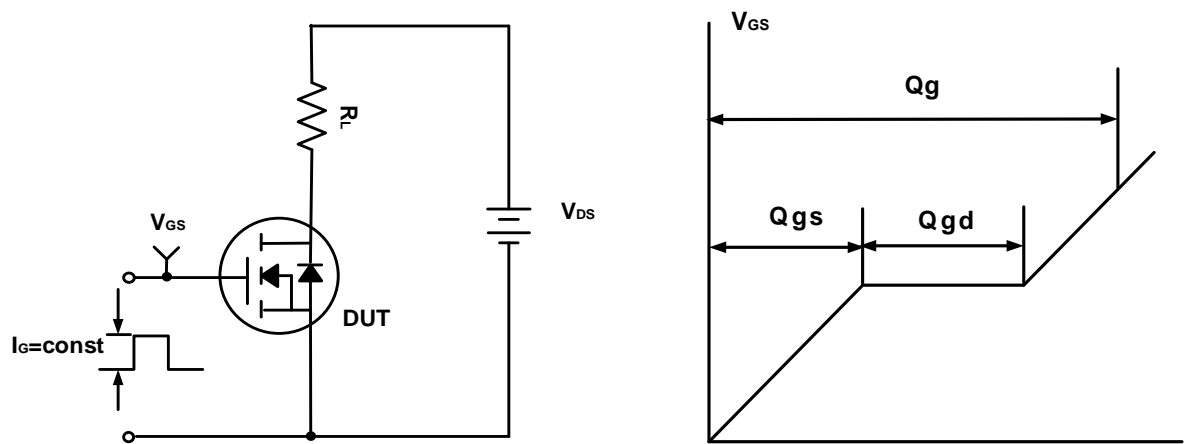 RL
VGS
VDS
DUT
IG=const
VGS
Qg
Qgs
Qgd